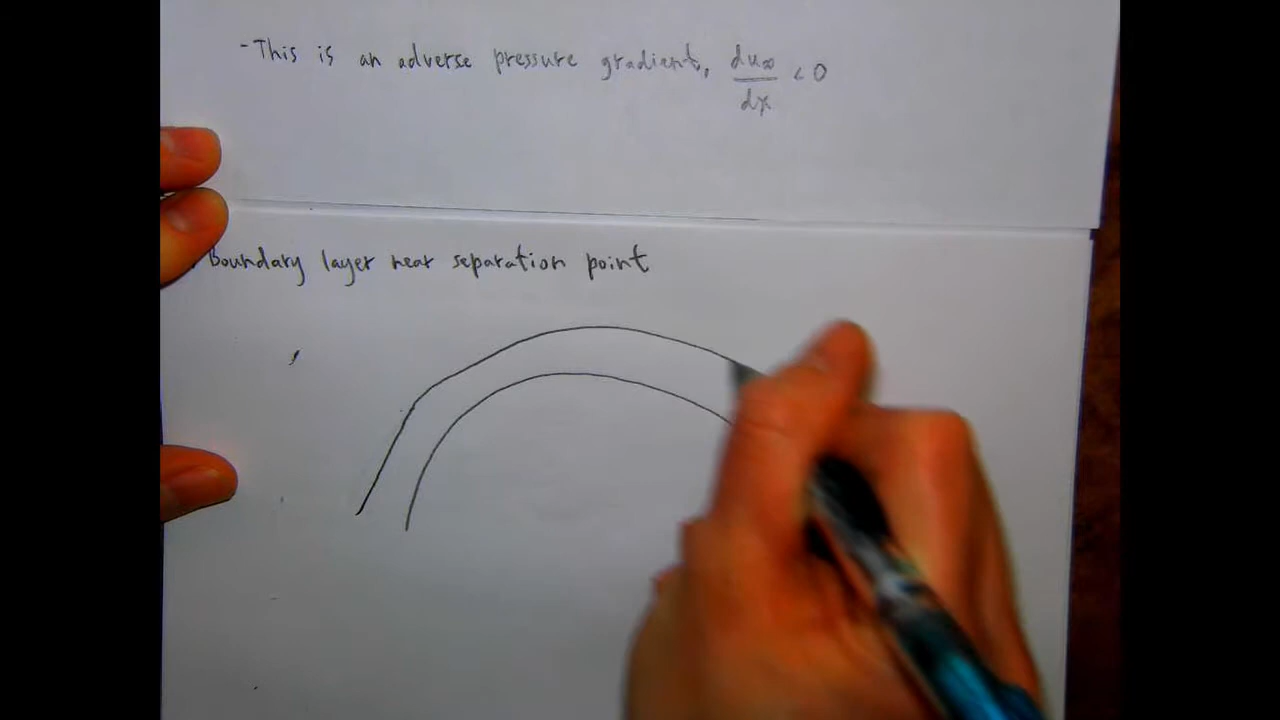 -This is an adverse pressure gradient, du∞/dx < 0
Boundary layer near separation point